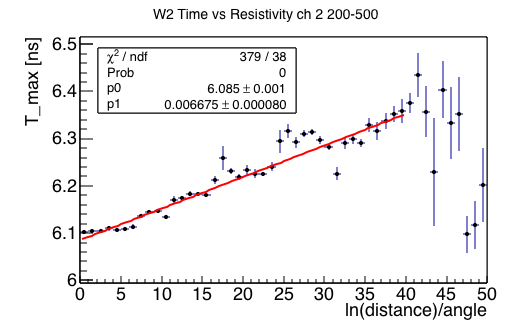 W2 Time vs Resistivity ch 2 200-500
T_max [ns]
χ² / ndf 379 / 38
Prob 0
p0 6.085 ± 0.001
p1 0.006675 ± 0.000080
6.5
6.4
6.3
6.2
6.1
6
0 5 10 15 20 25 30 35 40 45 50
ln(distance)/angle